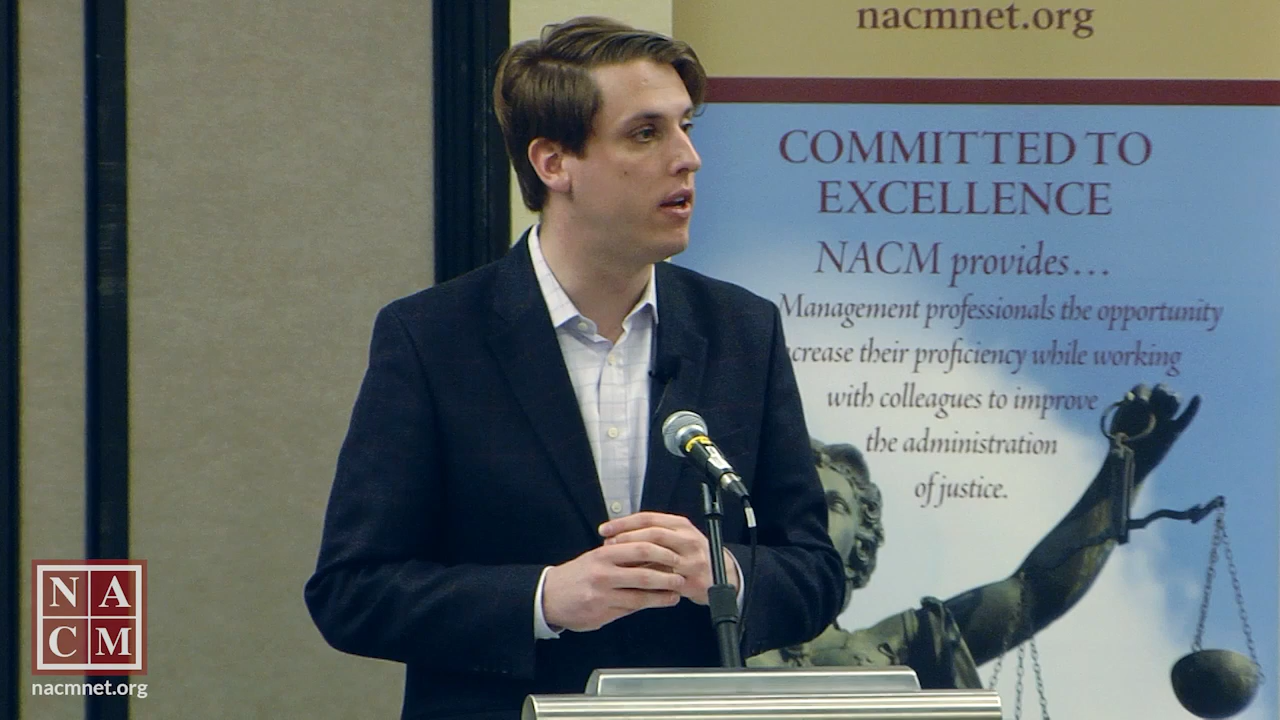 nacmnet.org
COMMITTED TO
EXCELLENCE
NACM provides...
Management professionals the opportunity
crease their proficiency while working
with colleagues to improve
the administration
of justice.
N A
C M
nacmnet.org